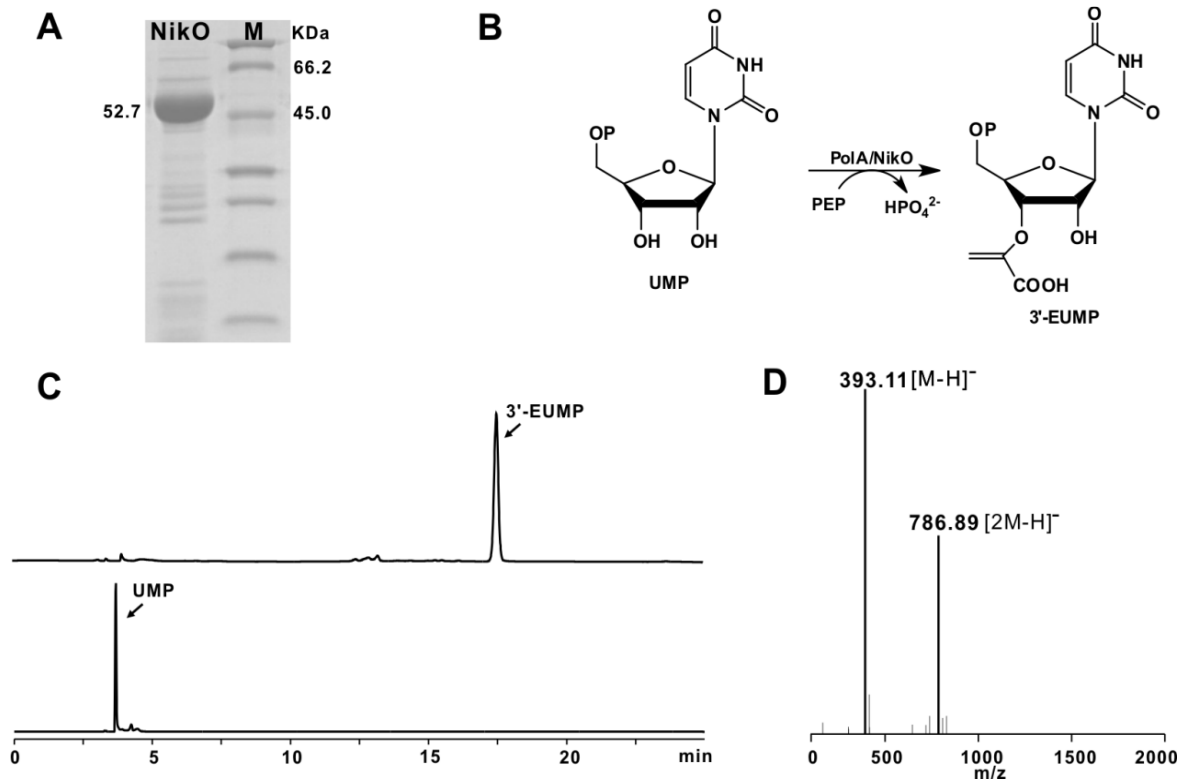 A
NikO M KDa
66.2
52.7
45.0
B
O
NH
N
O
OP
O
OH OH
UMP
PolA/NikO
PEP HPO₄²⁻
O
NH
N
O
OP
O
O OH
COOH
3'-EUMP
C
3'-EUMP
UMP
0 5 10 15 20 min
D
393.11 [M-H]⁻
786.89 [2M-H]⁻
0 500 1000 1500 2000
m/z